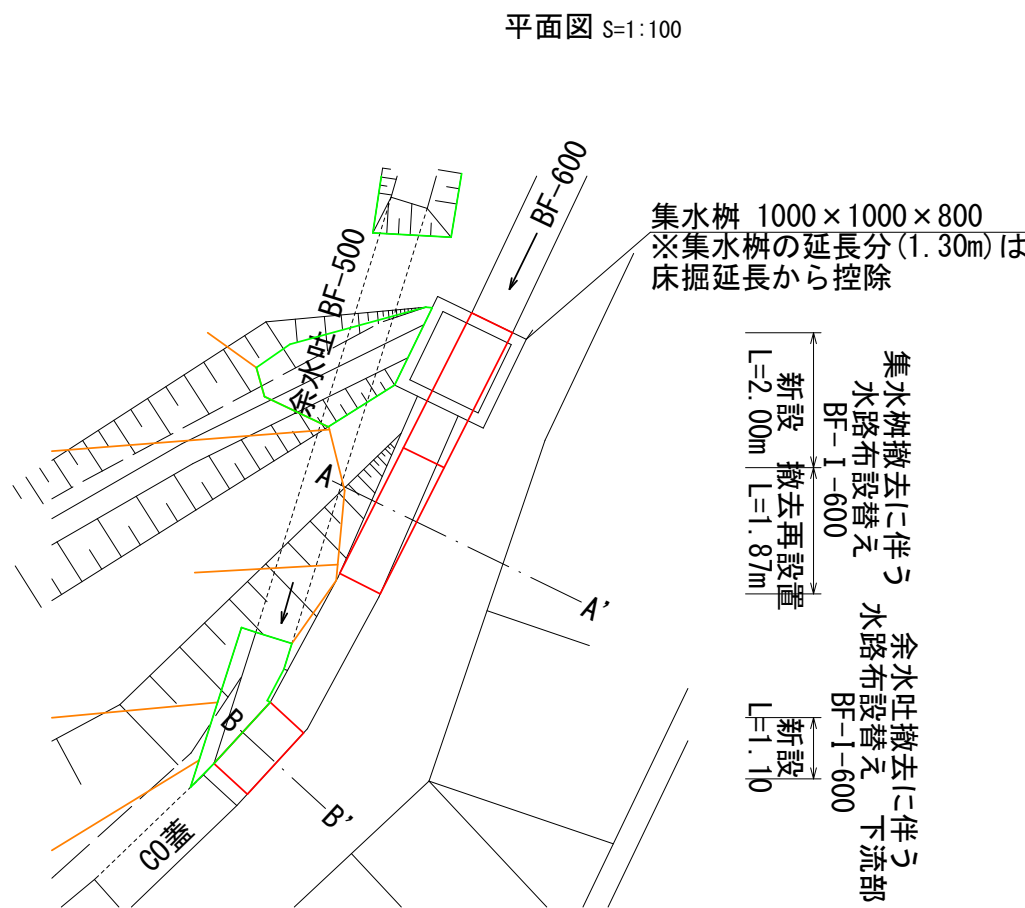 平面図 S=1:100
BF-600
集水桝 1000×1000×800
※集水桝の延長分(1.30m)は
床掘延長から控除
余水吐 BF-500
集水桝撤去に伴う
水路布設替え
BF-Ⅰ-600
新設
L=2.00m
撤去再設置
L=1.87m
A
A'
余水吐撤去に伴う
水路布設替え 下流部
BF-Ⅰ-600
新設
L=1.10
B
B'
CO蓋